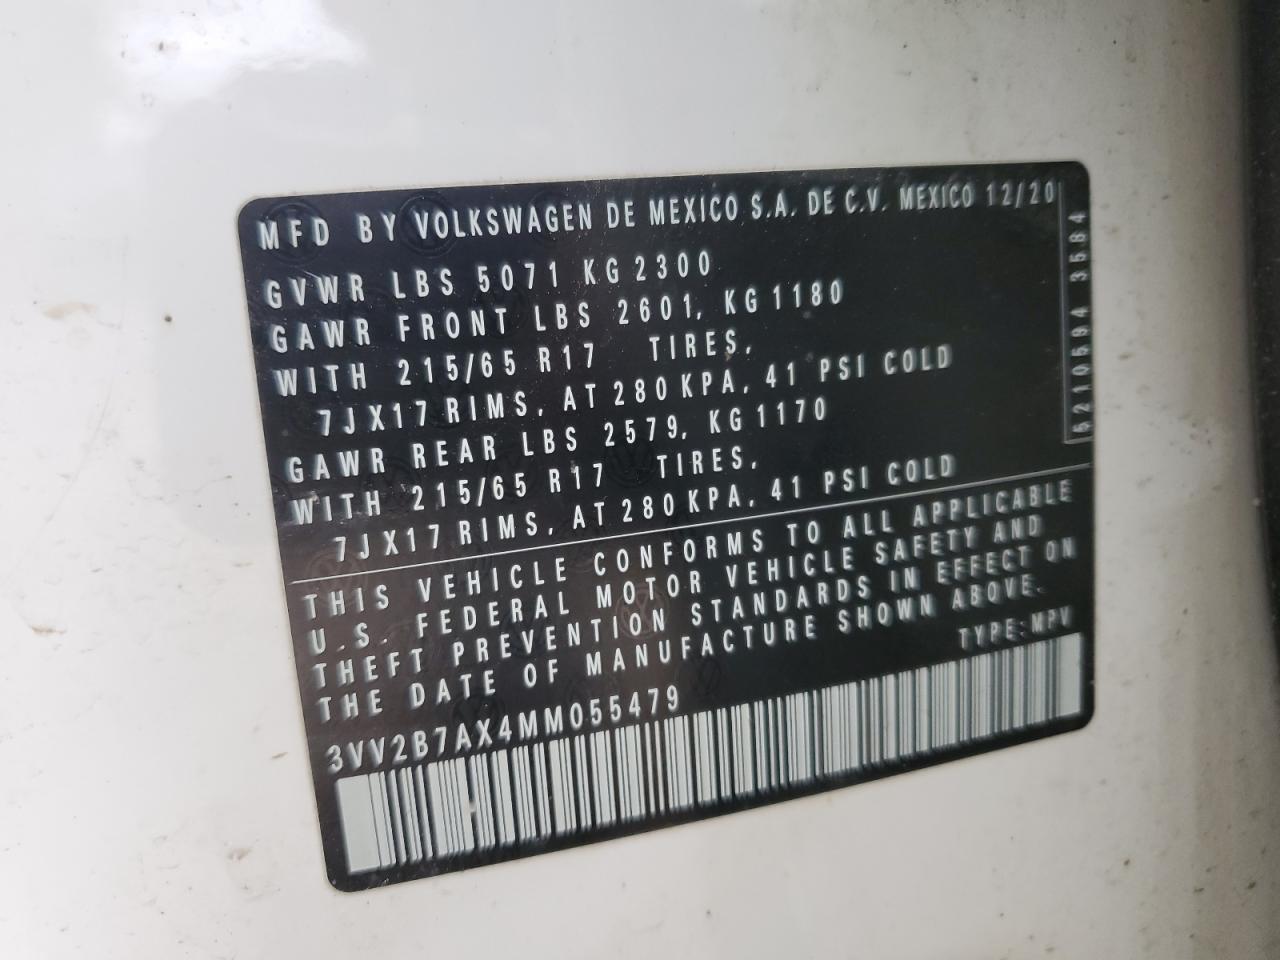 MFD BY VOLKSWAGEN DE MEXICO S.A. DE C.V. MEXICO 12/20
GVWR LBS 5071 KG 2300
GAWR FRONT LBS 2601, KG 1180
WITH 215/65 R17 TIRES,
7JX17 RIMS, AT 280 KPA, 41 PSI COLD
GAWR REAR LBS 2579, KG 1170
WITH 215/65 R17 TIRES,
7JX17 RIMS, AT 280 KPA, 41 PSI COLD
5210594 3584
THIS VEHICLE CONFORMS TO ALL APPLICABLE
U.S. FEDERAL MOTOR VEHICLE SAFETY AND
THEFT PREVENTION STANDARDS IN EFFECT ON
THE DATE OF MANUFACTURE SHOWN ABOVE.
TYPE: MPV
3VV2B7AX4MM055479